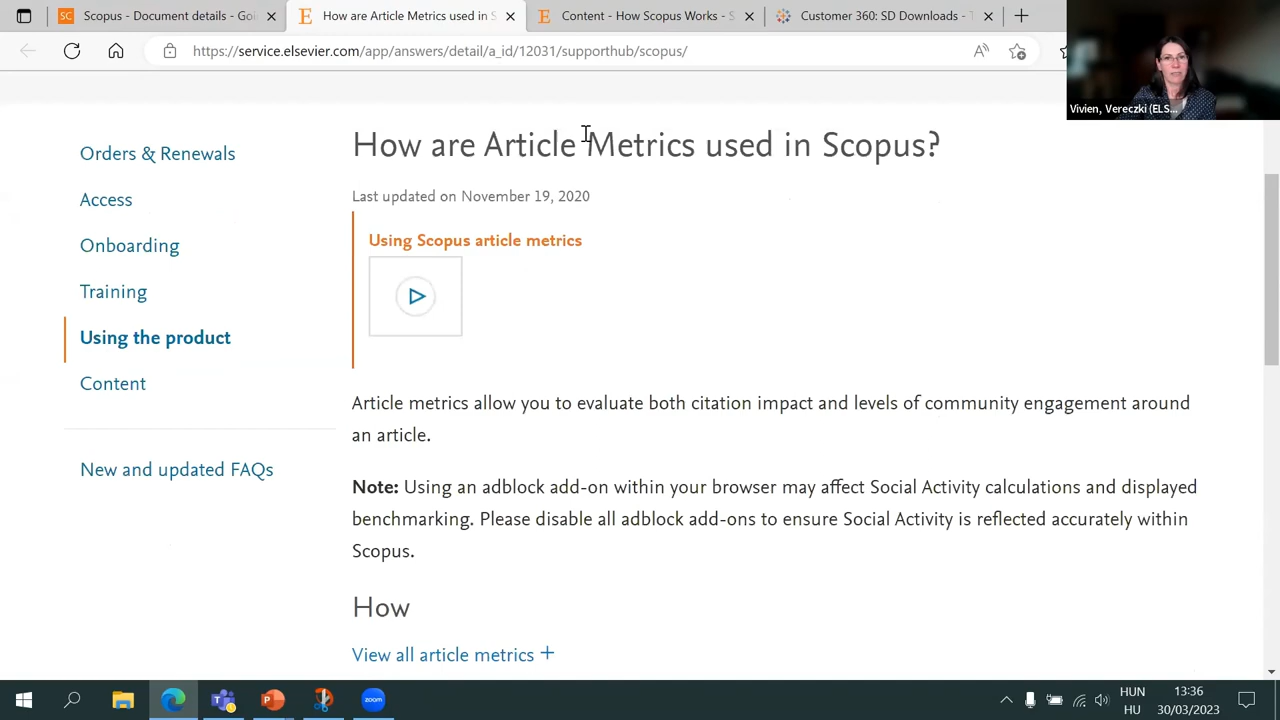 Scopus - Document details - Goi
How are Article Metrics used in S
Content - How Scopus Works - S
Customer 360: SD Downloads - T
https://service.elsevier.com/app/answers/detail/a_id/12031/supporthub/scopus/
Vivien, Vereczki (ELS...
Orders & Renewals
Access
Onboarding
Training
Using the product
Content
New and updated FAQs
How are Article Metrics used in Scopus?
Last updated on November 19, 2020
Using Scopus article metrics
Article metrics allow you to evaluate both citation impact and levels of community engagement around
an article.
Note: Using an adblock add-on within your browser may affect Social Activity calculations and displayed
benchmarking. Please disable all adblock add-ons to ensure Social Activity is reflected accurately within
Scopus.
How
View all article metrics +
zoom
HUN
HU
13:36
30/03/2023